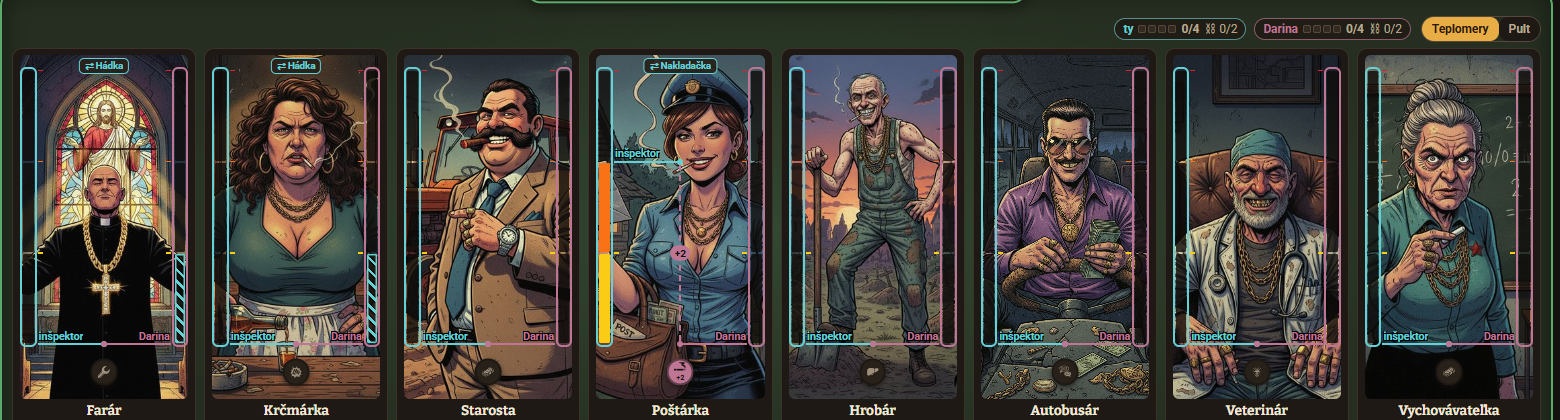 ty 0/4 0/2 Darina 0/4 0/2 Teplomery Pult
⇄ Hádka
⇄ Hádka
⇄ Nakladačka
inšpektor
+2
POST
inšpektor Darina
inšpektor Darina
inšpektor Darina
Darina
inšpektor Darina
inšpektor Darina
inšpektor Darina
inšpektor Darina
+2
Farár
Krčmárka
Starosta
Poštárka
Hrobár
Autobusár
Veterinár
Vychovávateľka